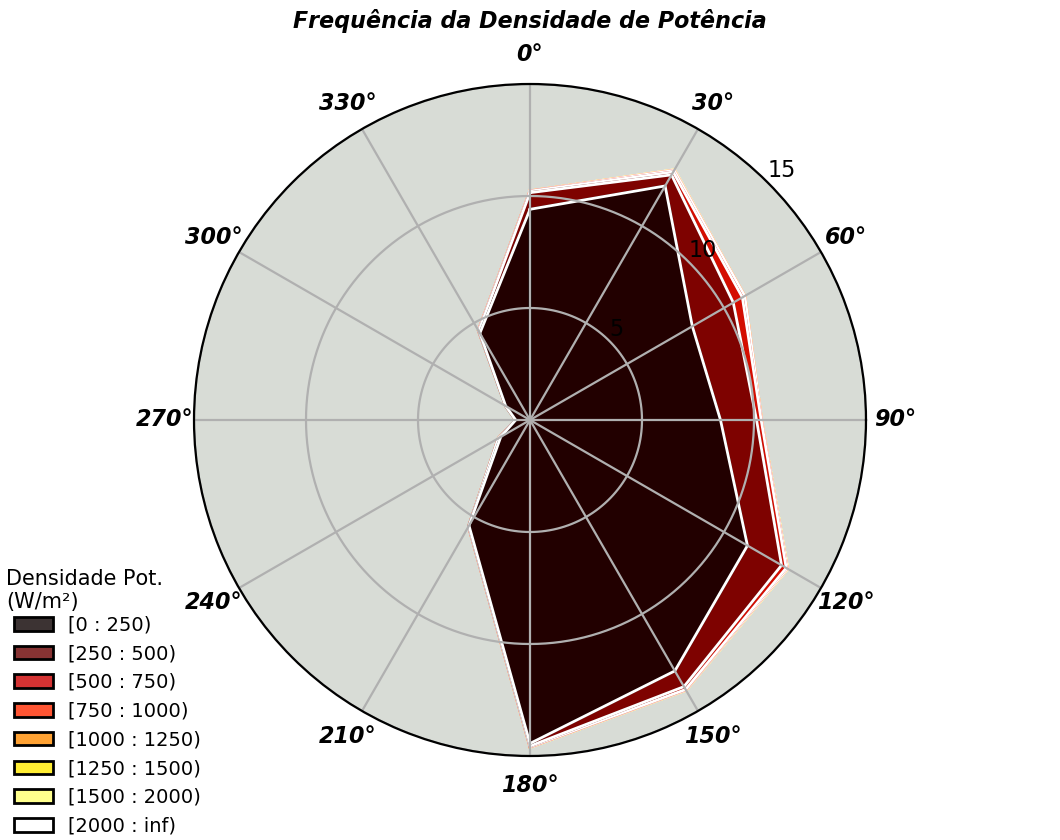 Frequência da Densidade de Potência
0°
330°
30°
15
300°
60°
10
5
270°
90°
240°
120°
210°
150°
180°
Densidade Pot.
(W/m²)
[0 : 250)
[250 : 500)
[500 : 750)
[750 : 1000)
[1000 : 1250)
[1250 : 1500)
[1500 : 2000)
[2000 : inf)